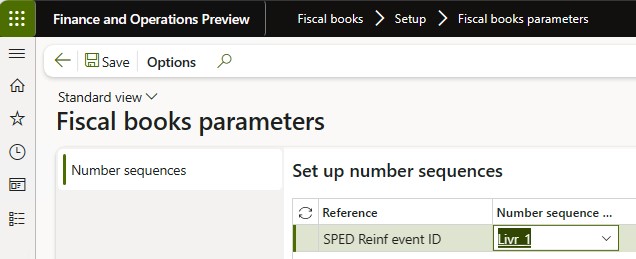 Finance and Operations Preview
Fiscal books > Setup > Fiscal books parameters
Save Options
Standard view
Fiscal books parameters
Number sequences
Set up number sequences
Reference Number sequence ...
SPED Reinf event ID Livr_1